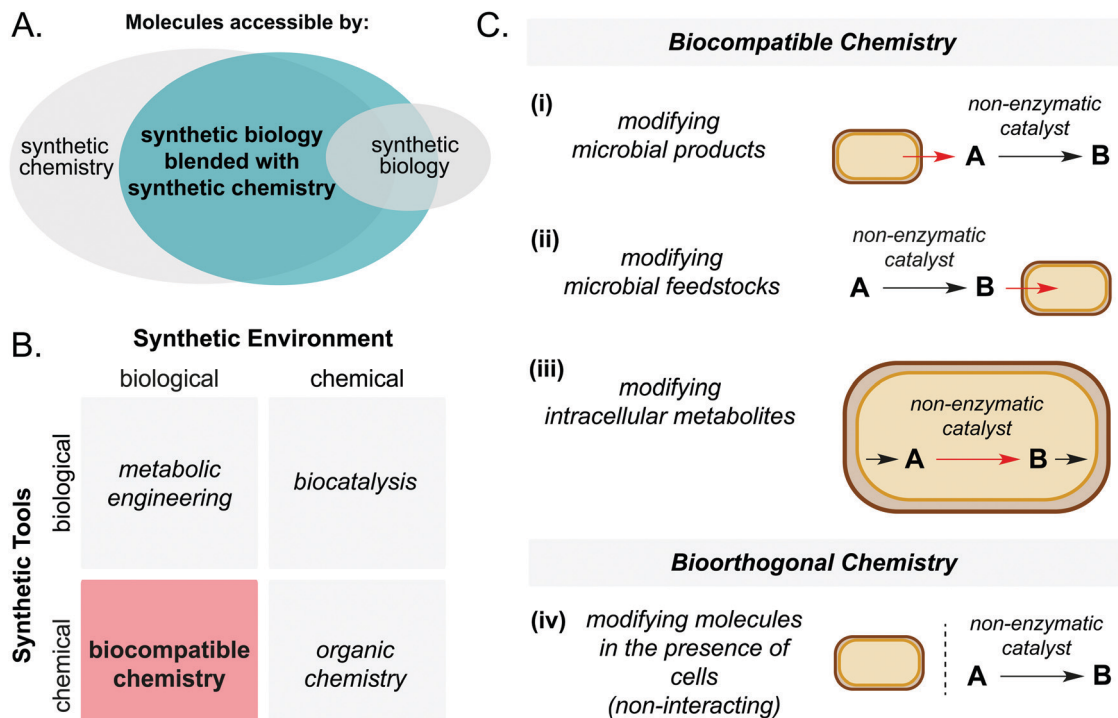 A.
Molecules accessible by:
synthetic
chemistry
synthetic biology
blended with
synthetic chemistry
synthetic
biology
B.
Synthetic Environment
biological
chemical
Synthetic Tools
biological
chemical
metabolic
engineering
biocatalysis
biocompatible
chemistry
organic
chemistry
C.
Biocompatible Chemistry
(i)
modifying
microbial products
non-enzymatic
catalyst
A
B
(ii)
modifying
microbial feedstocks
non-enzymatic
catalyst
A
B
(iii)
modifying
intracellular metabolites
non-enzymatic
catalyst
A
B
Bioorthogonal Chemistry
(iv)
modifying molecules
in the presence of
cells
(non-interacting)
non-enzymatic
catalyst
A
B